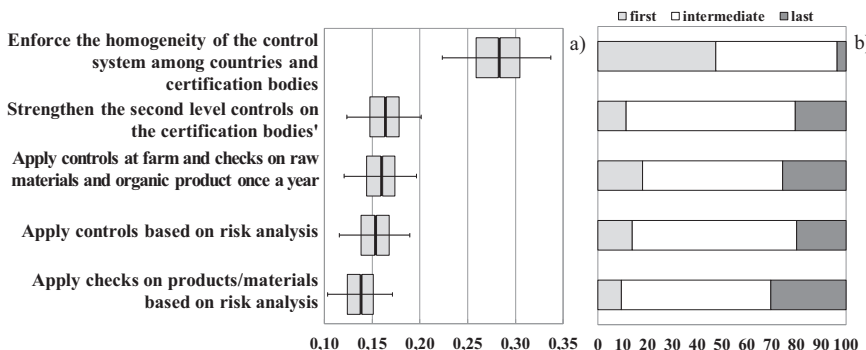 first intermediate last
Enforce the homogeneity of the control
system among countries and
certification bodies
a)
b)
Strengthen the second level controls on
the certification bodies'
Apply controls at farm and checks on raw
materials and organic product once a year
Apply controls based on risk analysis
Apply checks on products/materials
based on risk analysis
0,10 0,15 0,20 0,25 0,30 0,35
0 10 20 30 40 50 60 70 80 90 100